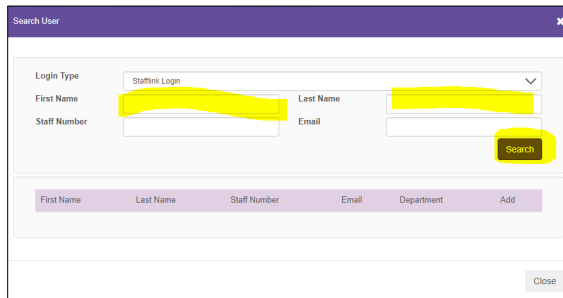 Search User
Login Type Stafflink Login
First Name Last Name
Staff Number Email
Search
First Name Last Name Staff Number Email Department Add
Close